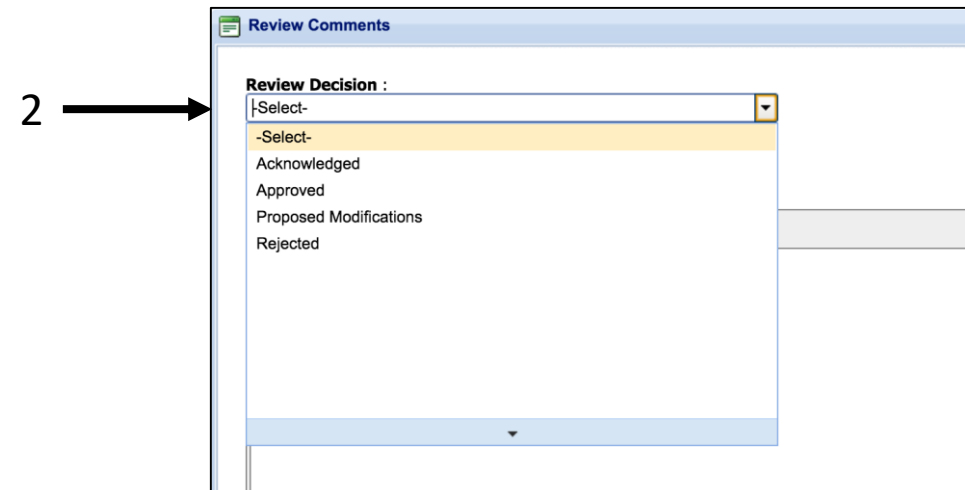 Review Comments
Review Decision :
2
-Select-
-Select-
Acknowledged
Approved
Proposed Modifications
Rejected